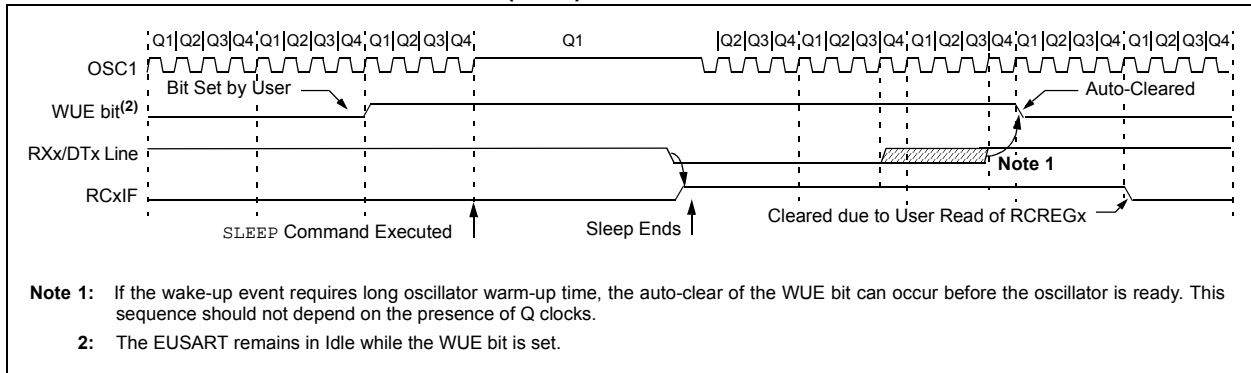 Q1 Q2 Q3 Q4 Q1 Q2 Q3 Q4 Q1 Q2 Q3 Q4 Q1 Q2 Q3 Q4 Q1 Q2 Q3 Q4 Q1 Q2 Q3 Q4 Q1 Q2 Q3 Q4
OSC1
Bit Set by User
Auto-Cleared
WUE bit(2)
RXx/DTx Line
Note 1
RCxIF
Cleared due to User Read of RCREGx
SLEEP Command Executed
Sleep Ends
Note 1: If the wake-up event requires long oscillator warm-up time, the auto-clear of the WUE bit can occur before the oscillator is ready. This
sequence should not depend on the presence of Q clocks.
2: The EUSART remains in Idle while the WUE bit is set.